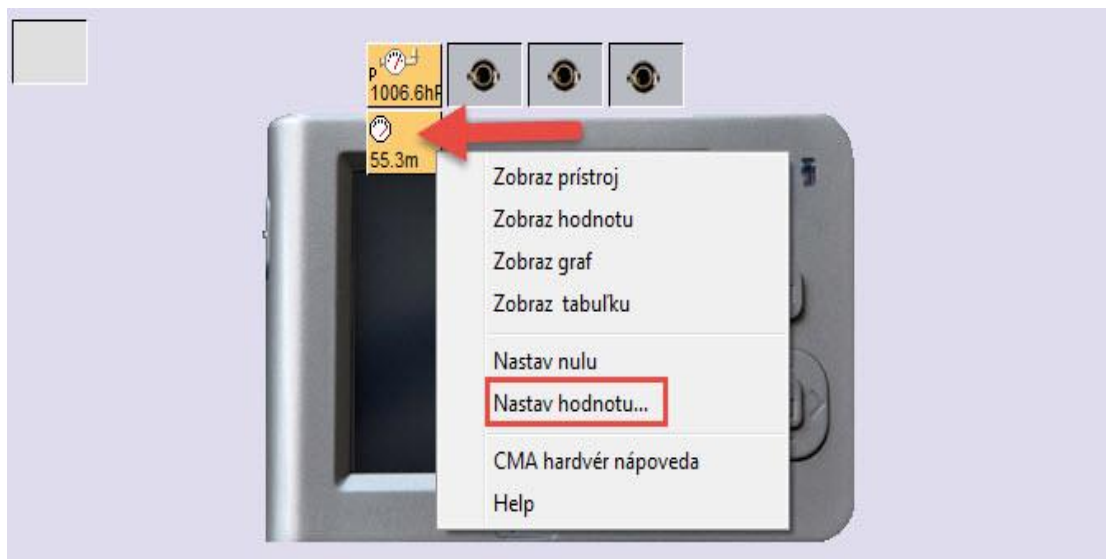 p
1006.6hP
55.3m
Zobraz prístroj
Zobraz hodnotu
Zobraz graf
Zobraz tabuľku
Nastav nulu
Nastav hodnotu...
CMA hardvér nápoveda
Help